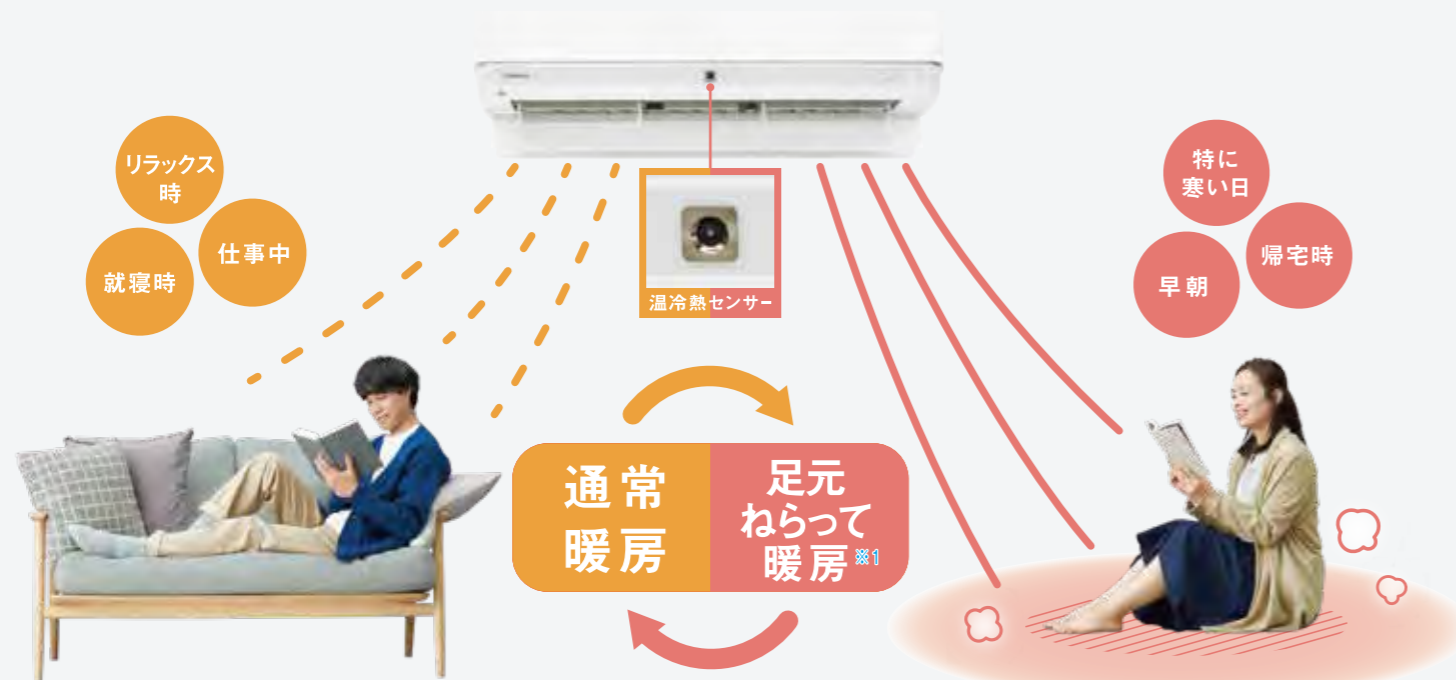 リラックス
時
仕事中
就寝時
温冷熱センサー
特に
寒い日
帰宅時
早朝
通常
暖房
足元
ねらって
暖房※1